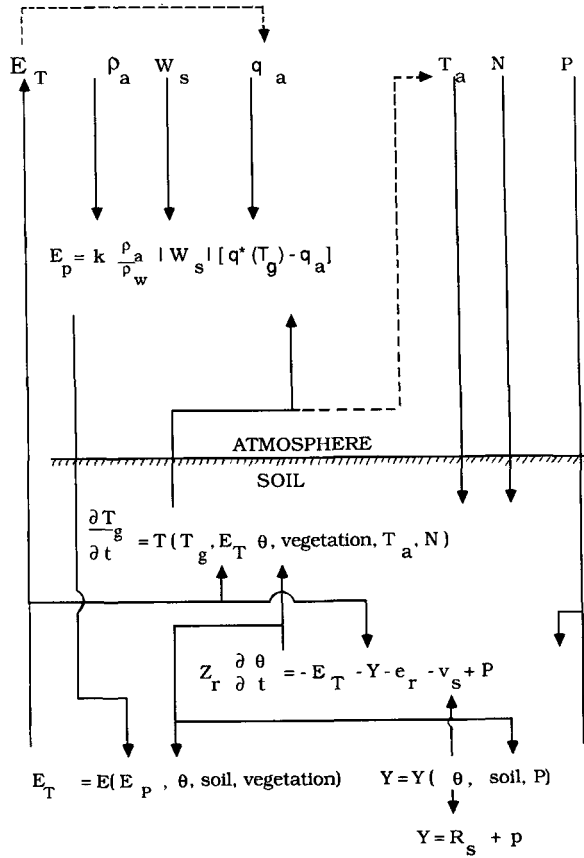 E_T ρ_a W_s q_a T_a N P
E_p = k ρ_a/ρ_w |W_s| [q*(T_g) - q_a]
ATMOSPHERE
SOIL
∂T_g/∂t = T(T_g, E_T θ, vegetation, T_a, N)
Z_r ∂θ/∂t = - E_T - Y - e_r - v_s + P
E_T = E(E_P, θ, soil, vegetation) Y = Y( θ, soil, P)
Y = R_s + p